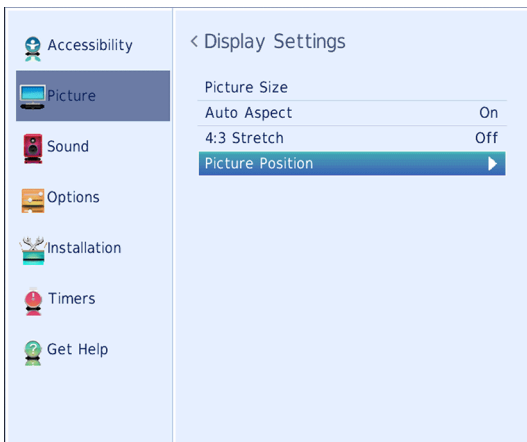 Accessibility
Picture
Sound
Options
Installation
Timers
Get Help
< Display Settings
Picture Size
Auto Aspect On
4:3 Stretch Off
Picture Position